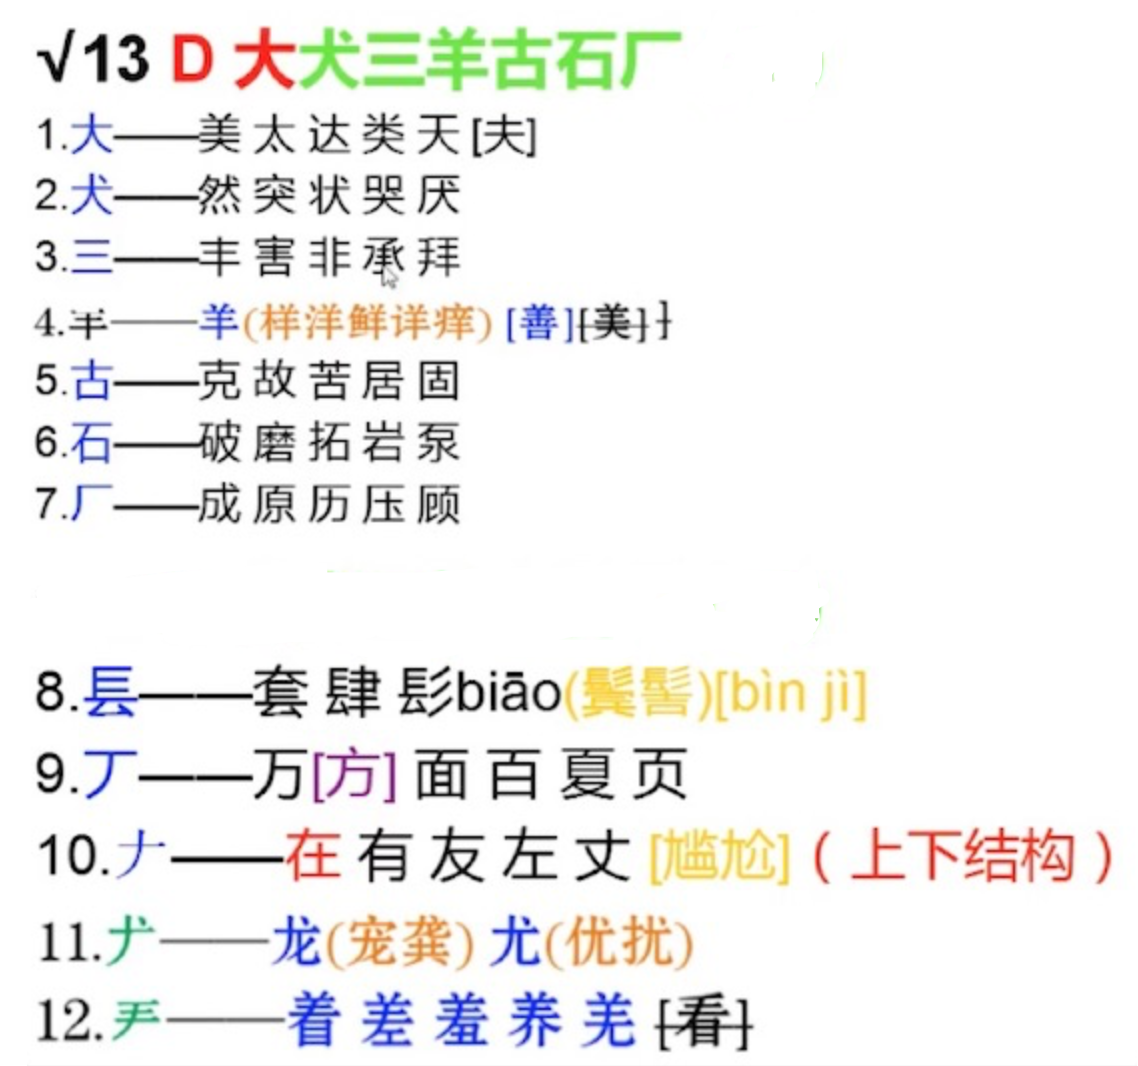 √13 D 大犬三羊古石厂
1.大——美 太 达 类 天 [夫]
2.犬——然 突 状 哭 厌
3.三——丰 害 非 承 拜
4.⺷——羊(样洋鲜详痒) [善][美]
5.古——克 故 苦 居 固
6.石——破 磨 拓 岩 泵
7.厂——成 原 历 压 顾
8.镸——套 肆 髟biāo(鬓髻)[bìn jì]
9.丆——万[方] 面 百 夏 页
10.𠂇——在 有 友 左 丈 [尴尬]（上下结构）
11.——龙(宠龚) 尤(优扰)
12.——着 差 羞 养 羌 [看]